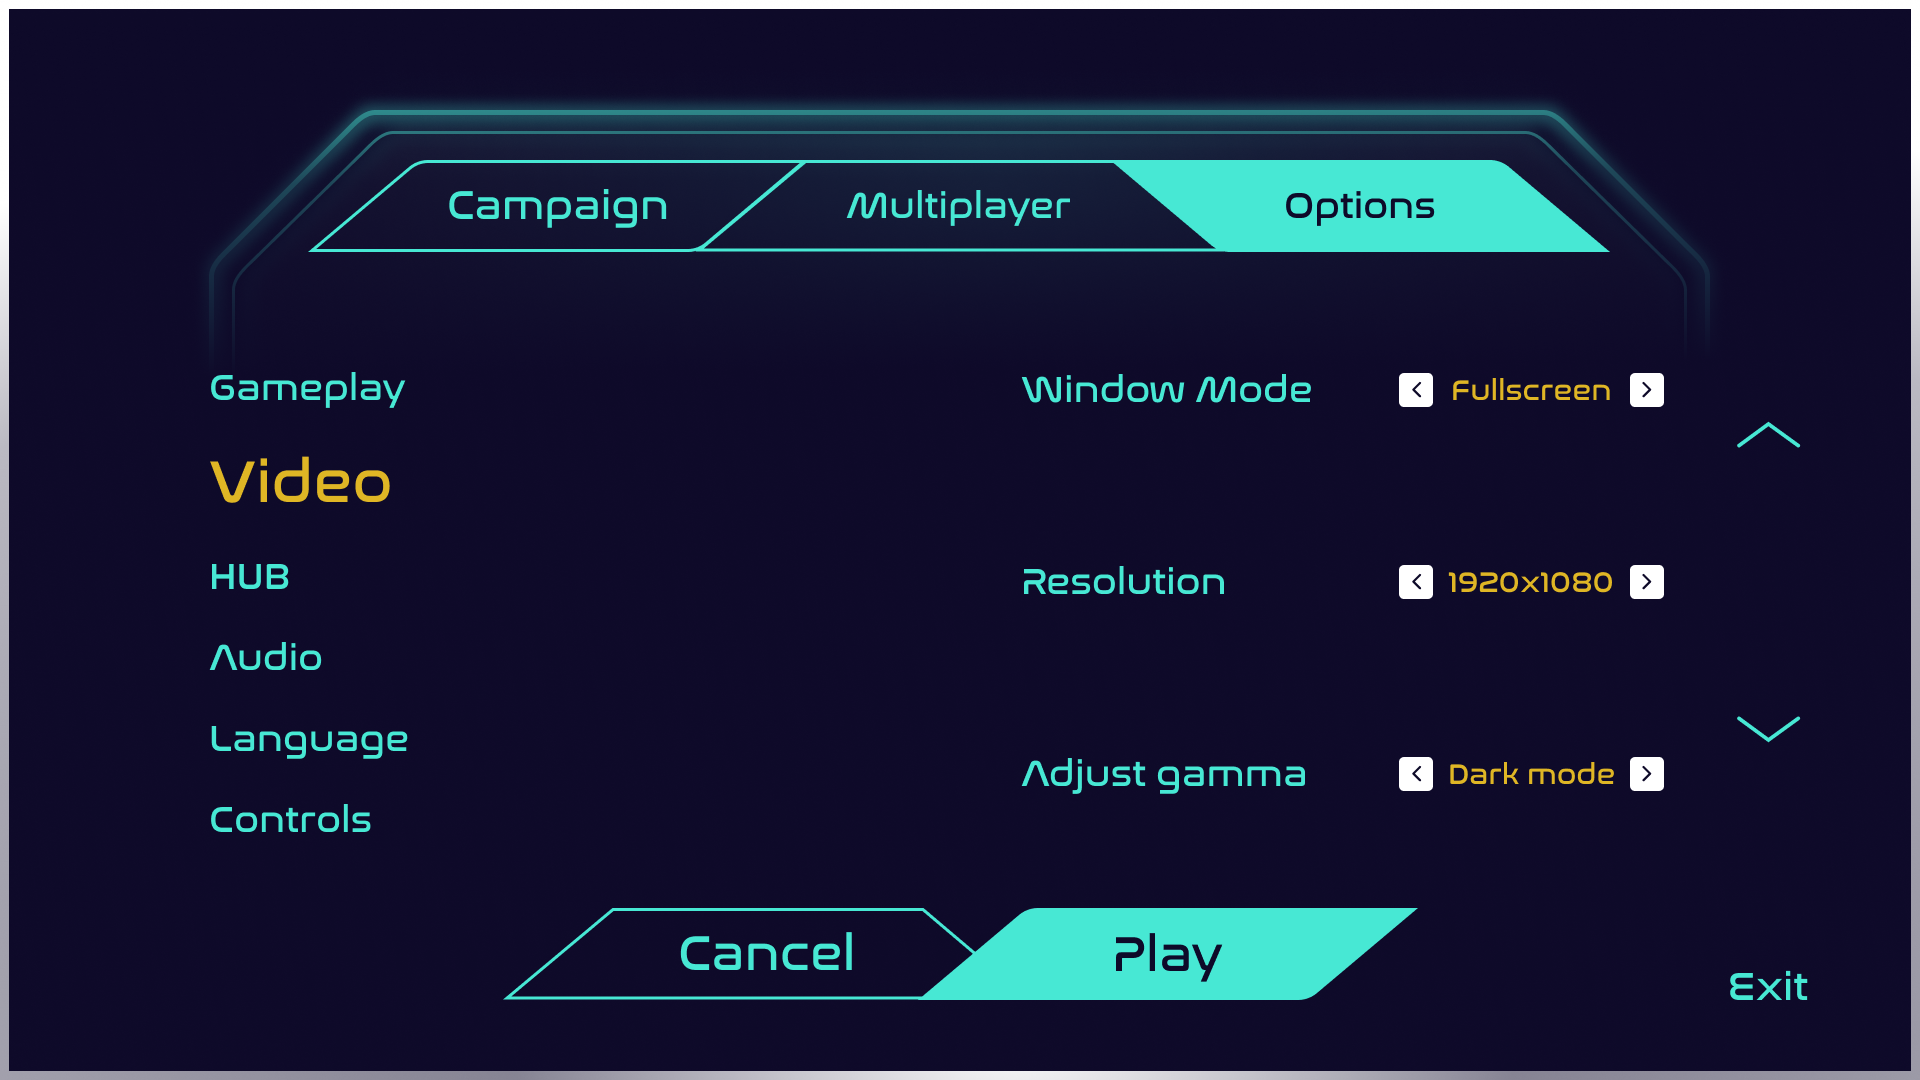 Campaign Multiplayer Options
Gameplay
Video
HUB
Audio
Language
Controls
Window Mode Fullscreen
Resolution 1920x1080
Adjust gamma Dark mode
Cancel Play
Exit